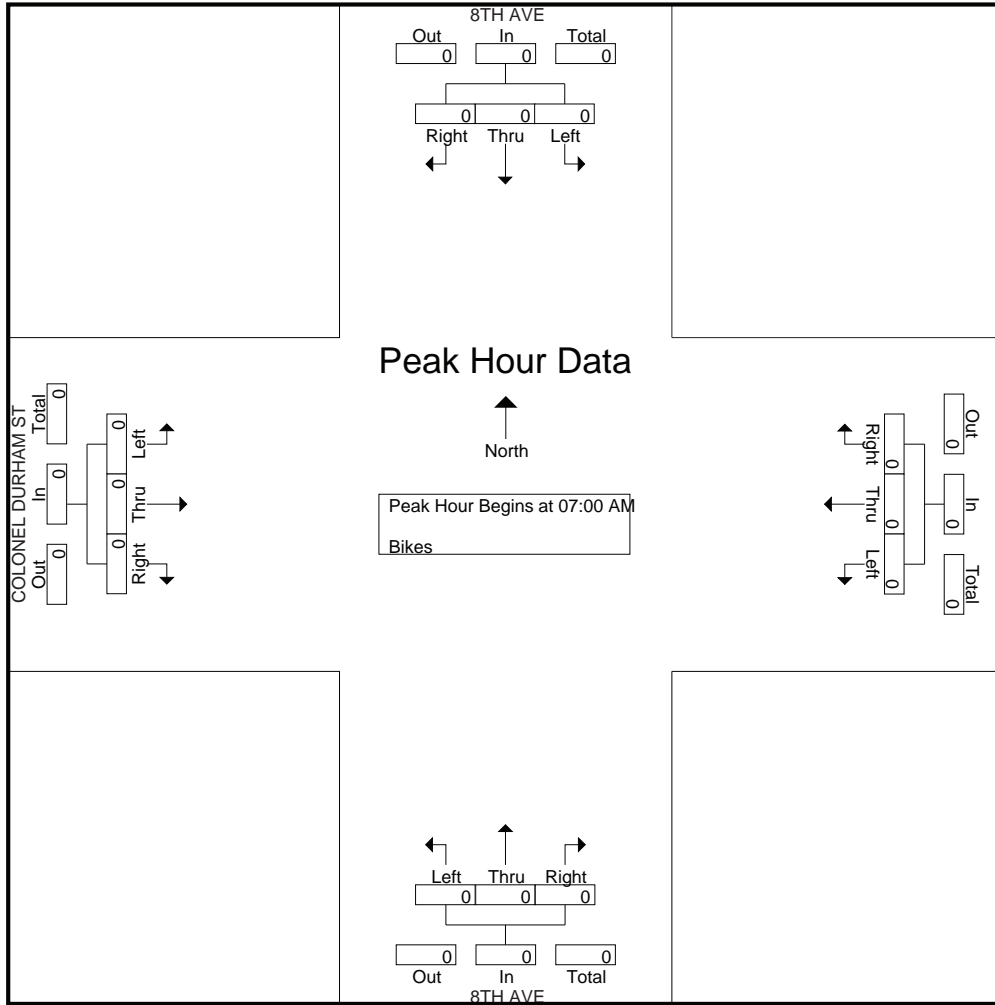 8TH AVE
Out In Total
0 0 0
0 0 0
Right Thru Left
Peak Hour Data
North
Peak Hour Begins at 07:00 AM
Bikes
COLONEL DURHAM ST
Out In Total
0 0 0
0 0 0
Right Thru Left
Out In Total
0 0 0
0 0 0
Right Thru Left
Left Thru Right
0 0 0
0 0 0
Out In Total
8TH AVE